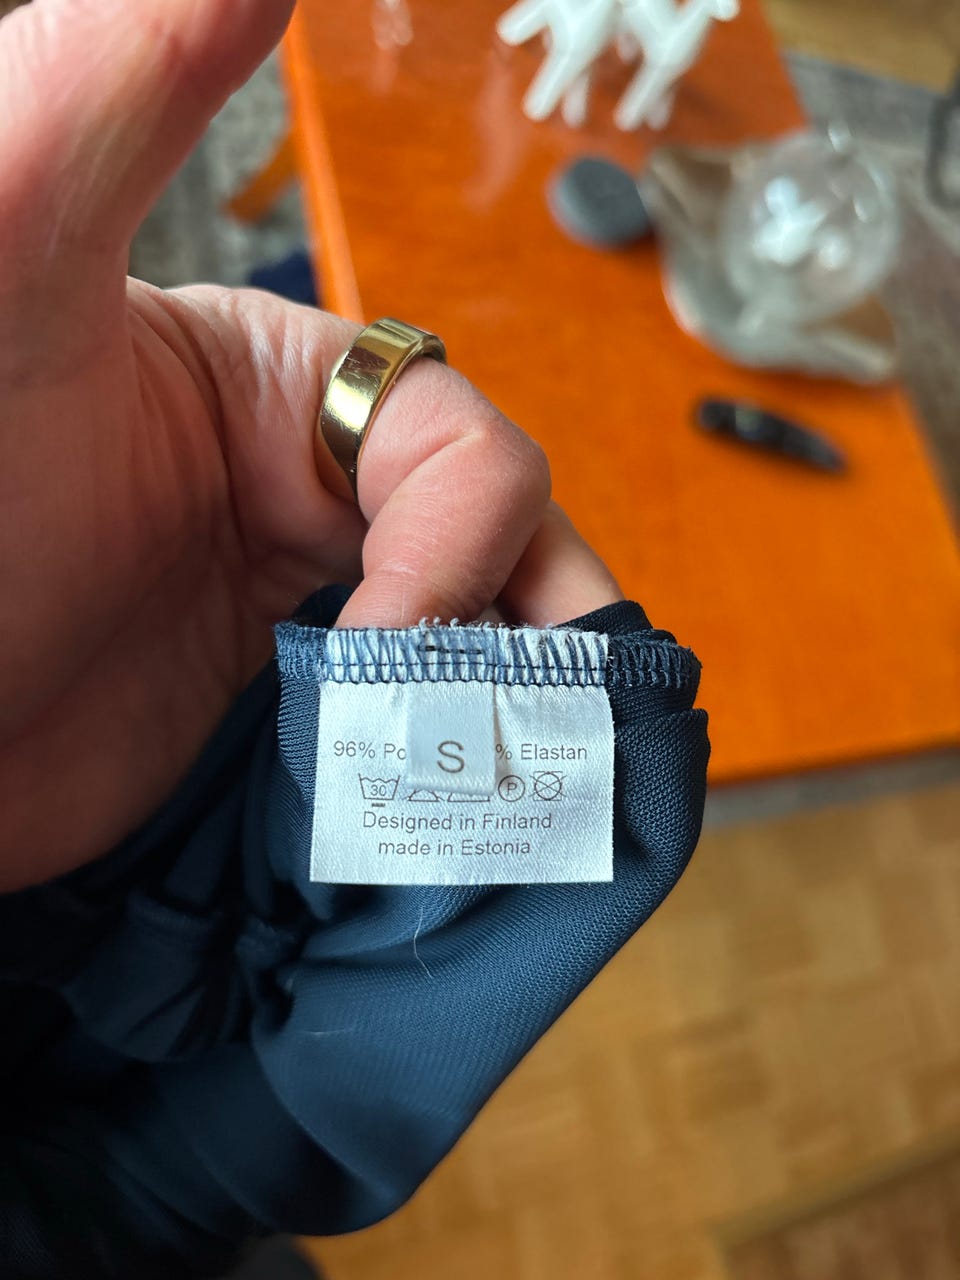 S
96% Po % Elastan
30 P
Designed in Finland
made in Estonia